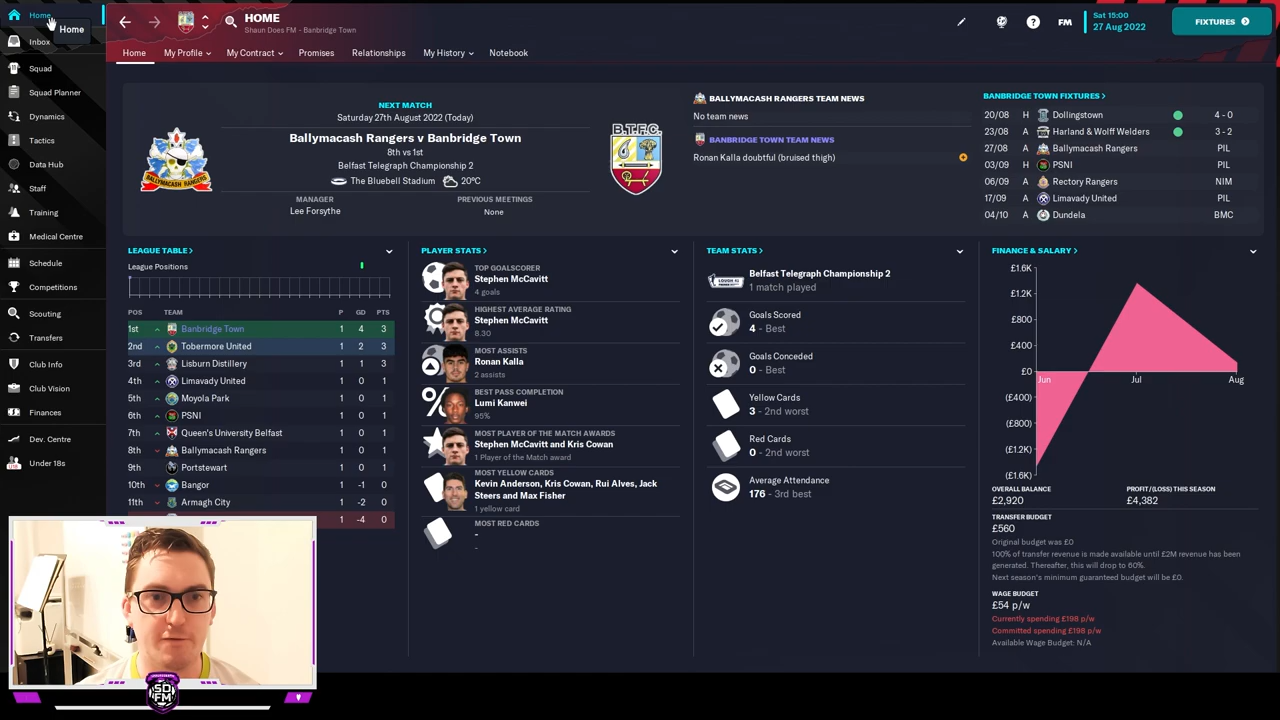 Home
Home
HOME
Shaun Does FM - Banbridge Town
FM
Sat 15:00
27 Aug 2022
FIXTURES
Inbox
Squad
Squad Planner
Dynamics
Tactics
Data Hub
Staff
Training
Medical Centre
Schedule
Competitions
Scouting
Transfers
Club Info
Club Vision
Finances
Dev. Centre
Under 18s
Home
My Profile
My Contract
Promises
Relationships
My History
Notebook
NEXT MATCH
Saturday 27th August 2022 (Today)
Ballymacash Rangers v Banbridge Town
8th vs 1st
Belfast Telegraph Championship 2
The Bluebell Stadium 20ºC
MANAGER
Lee Forsythe
PREVIOUS MEETINGS
None
BALLYMACASH RANGERS
B.T.F.C.
BALLYMACASH RANGERS TEAM NEWS
No team news
BANBRIDGE TOWN TEAM NEWS
Ronan Kalla doubtful (bruised thigh)
BANBRIDGE TOWN FIXTURES >
20/08 H Dollingstown 4 - 0
23/08 A Harland & Wolff Welders 3 - 2
27/08 A Ballymacash Rangers PIL
03/09 H PSNI PIL
06/09 A Rectory Rangers NIM
17/09 A Limavady United PIL
04/10 A Dundela BMC
LEAGUE TABLE >
League Positions
POS TEAM P GD PTS
1st Banbridge Town 1 4 3
2nd Tobermore United 1 2 3
3rd Lisburn Distillery 1 1 3
4th Limavady United 1 0 1
5th Moyola Park 1 0 1
6th PSNI 1 0 1
7th Queen's University Belfast 1 0 1
8th Ballymacash Rangers 1 0 1
9th Portstewart 1 0 1
10th Bangor 1 -1 0
11th Armagh City 1 -2 0
1 -4 0
PLAYER STATS >
TOP GOALSCORER
Stephen McCavitt
4 goals
HIGHEST AVERAGE RATING
Stephen McCavitt
8.30
MOST ASSISTS
Ronan Kalla
2 assists
BEST PASS COMPLETION
Lumi Kanwei
95%
MOST PLAYER OF THE MATCH AWARDS
Stephen McCavitt and Kris Cowan
1 Player of the Match award
MOST YELLOW CARDS
Kevin Anderson, Kris Cowan, Rui Alves, Jack
Steers and Max Fisher
1 yellow card
MOST RED CARDS
-
-
TEAM STATS >
Belfast Telegraph Championship 2
1 match played
Goals Scored
4 - Best
Goals Conceded
0 - Best
Yellow Cards
3 - 2nd worst
Red Cards
0 - 2nd worst
Average Attendance
176 - 3rd best
FINANCE & SALARY >
£1.6K
£1.2K
£800
£400
£0
(£400)
(£800)
(£1.2K)
(£1.6K)
Jun Jul Aug
OVERALL BALANCE
£2,920
PROFIT/(LOSS) THIS SEASON
£4,382
TRANSFER BUDGET
£560
Original budget was £0
100% of transfer revenue is made available until £2M revenue has been
generated. Thereafter, this will drop to 60%.
Next season's minimum guaranteed budget will be £0.
WAGE BUDGET
£54 p/w
Currently spending £198 p/w
Committed spending £198 p/w
Available Wage Budget: N/A
SD
FM